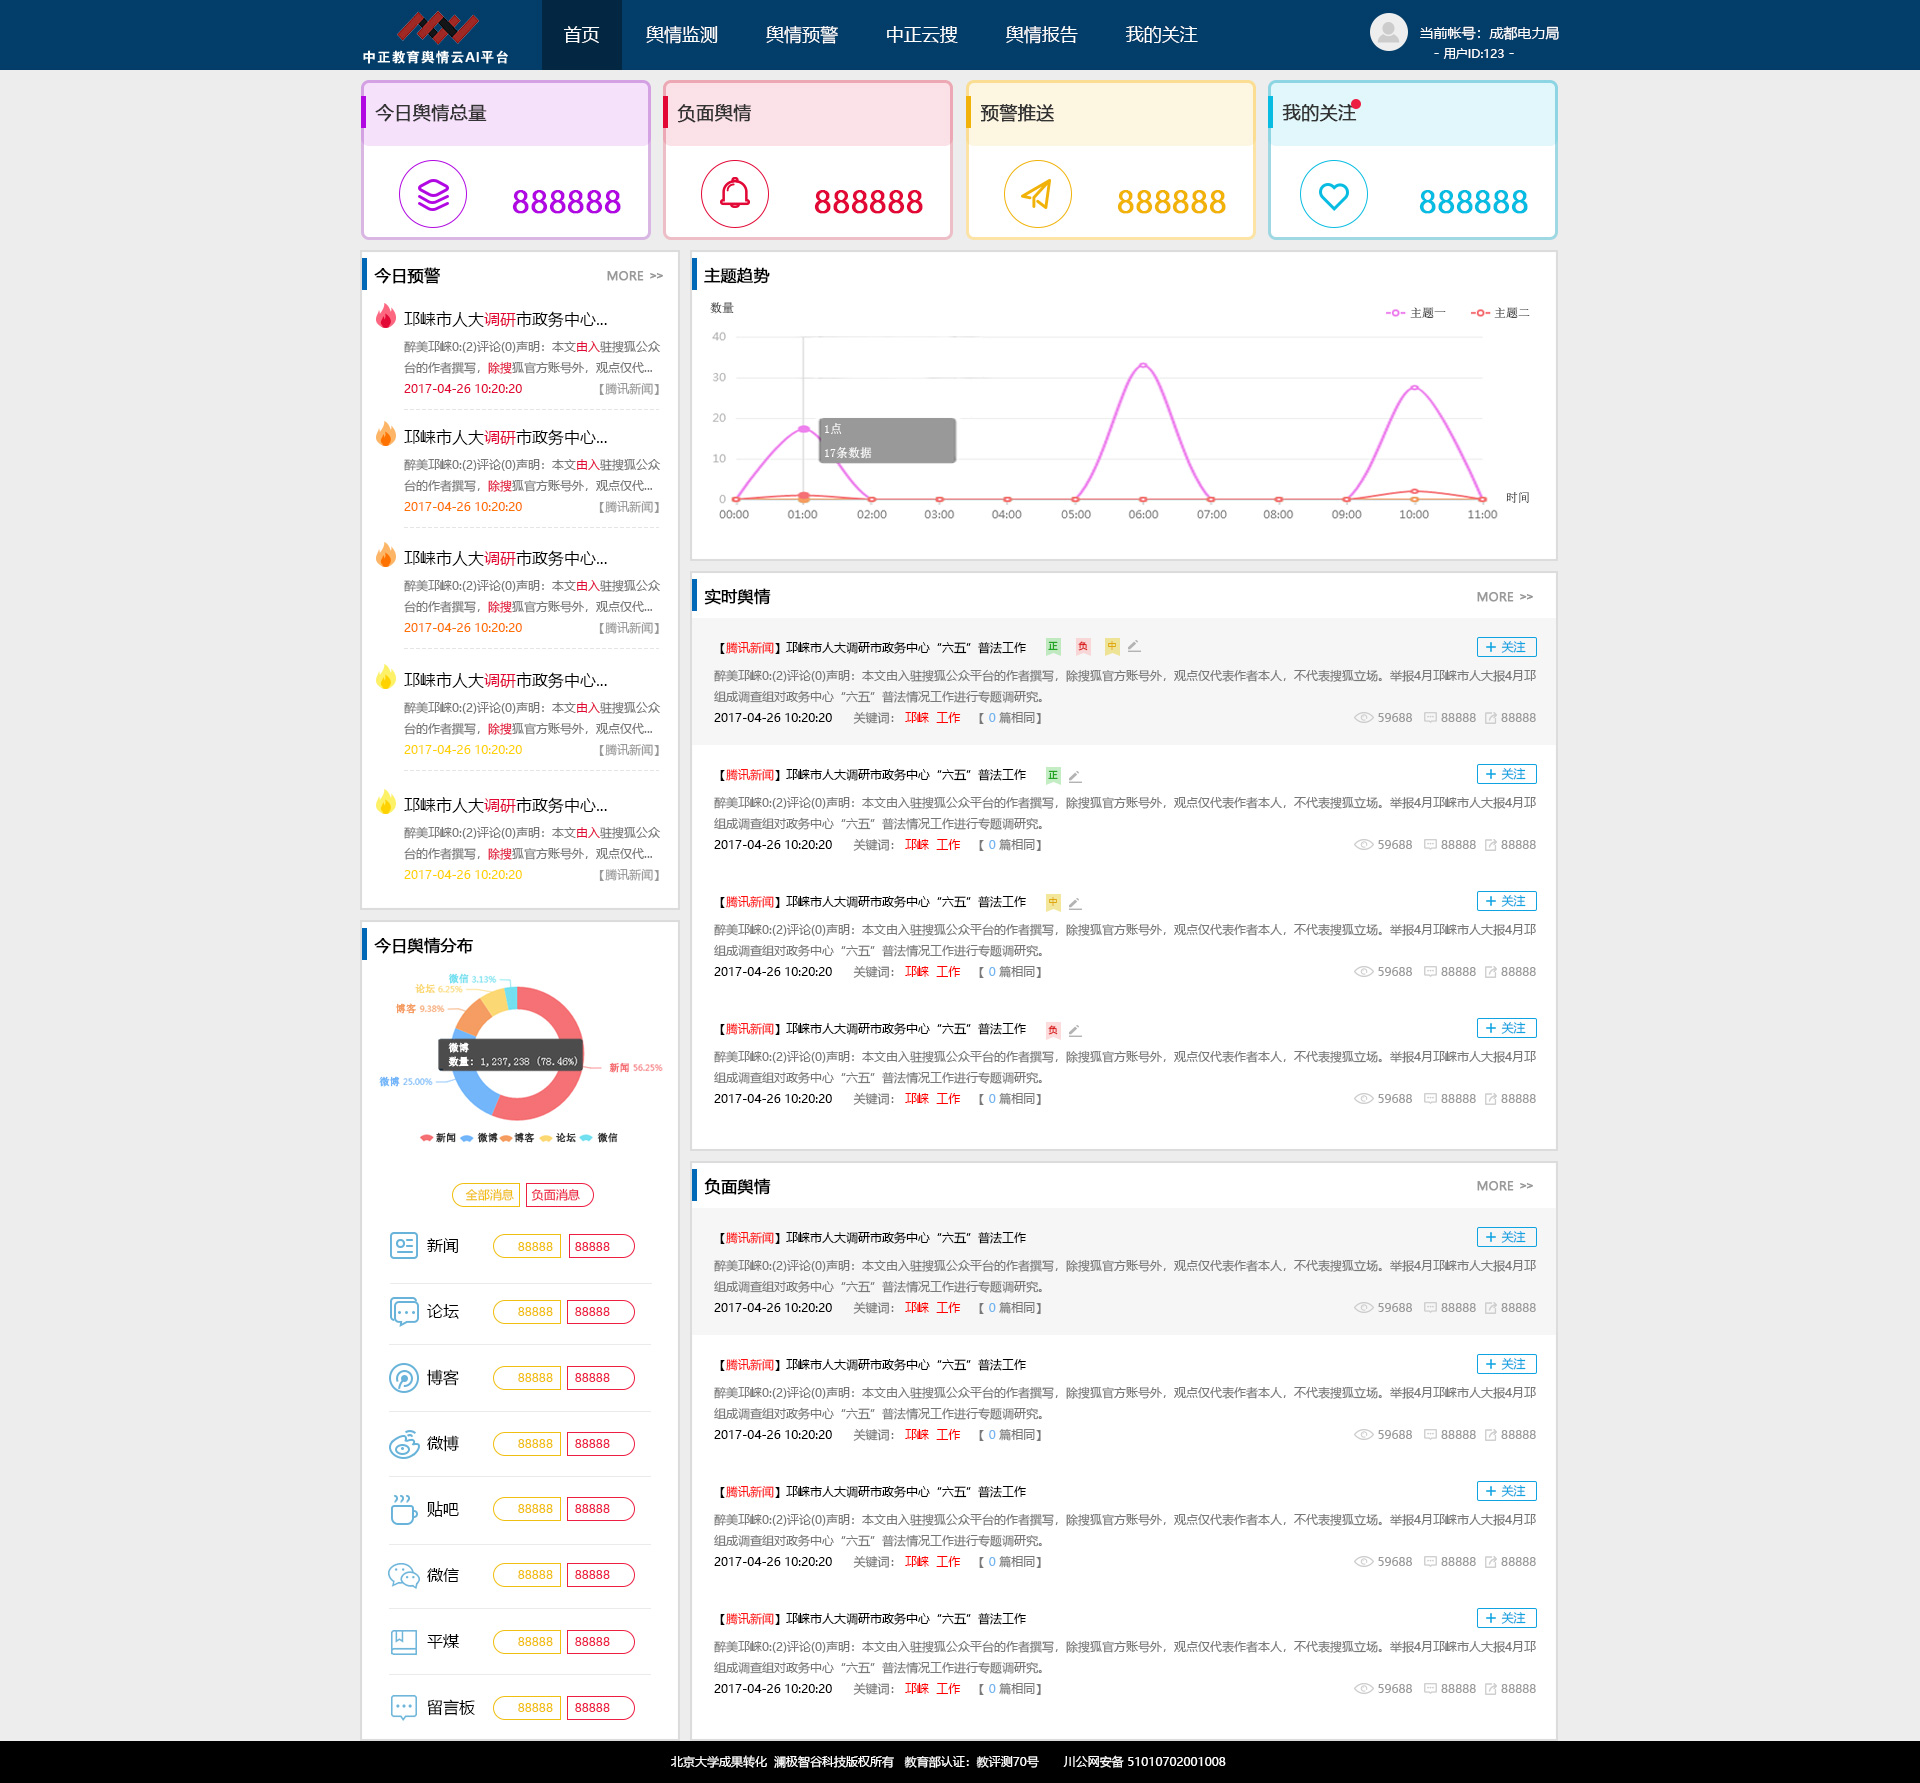 首页 舆情监测 舆情预警 中正云搜 舆情报告 我的关注
中正教育舆情云AI平台
当前帐号：成都电力局
- 用户ID:123 -
今日舆情总量
888888
负面舆情
888888
预警推送
888888
我的关注
888888
今日预警 MORE >>
邛崃市人大调研市政务中心...
醉美邛崃0:(2)评论(0)声明：本文由入驻搜狐公众
台的作者撰写，除搜狐官方账号外，观点仅代...
2017-04-26 10:20:20 【腾讯新闻】
邛崃市人大调研市政务中心...
醉美邛崃0:(2)评论(0)声明：本文由入驻搜狐公众
台的作者撰写，除搜狐官方账号外，观点仅代...
2017-04-26 10:20:20 【腾讯新闻】
邛崃市人大调研市政务中心...
醉美邛崃0:(2)评论(0)声明：本文由入驻搜狐公众
台的作者撰写，除搜狐官方账号外，观点仅代...
2017-04-26 10:20:20 【腾讯新闻】
邛崃市人大调研市政务中心...
醉美邛崃0:(2)评论(0)声明：本文由入驻搜狐公众
台的作者撰写，除搜狐官方账号外，观点仅代...
2017-04-26 10:20:20 【腾讯新闻】
邛崃市人大调研市政务中心...
醉美邛崃0:(2)评论(0)声明：本文由入驻搜狐公众
台的作者撰写，除搜狐官方账号外，观点仅代...
2017-04-26 10:20:20 【腾讯新闻】
今日舆情分布
微信 3.13%
论坛 6.25%
博客 9.38%
微博
数量: 1,237,238 (78.46%)
新闻 56.25%
微博 25.00%
新闻 微博 博客 论坛 微信
全部消息 负面消息
新闻 88888 88888
论坛 88888 88888
博客 88888 88888
微博 88888 88888
贴吧 88888 88888
微信 88888 88888
平煤 88888 88888
留言板 88888 88888
主题趋势
数量
主题一 主题二
40
30
20
10
0
1点
17条数据
时间
00:00 01:00 02:00 03:00 04:00 05:00 06:00 07:00 08:00 09:00 10:00 11:00
实时舆情 MORE >>
【腾讯新闻】邛崃市人大调研市政务中心“六五”普法工作 正 负 中 + 关注
醉美邛崃0:(2)评论(0)声明：本文由入驻搜狐公众平台的作者撰写，除搜狐官方账号外，观点仅代表作者本人，不代表搜狐立场。举报4月邛崃市人大报4月邛
组成调查组对政务中心“六五”普法情况工作进行专题调研究。
2017-04-26 10:20:20 关键词： 邛崃 工作 【 0 篇相同】 59688 88888 88888
【腾讯新闻】邛崃市人大调研市政务中心“六五”普法工作 正 + 关注
醉美邛崃0:(2)评论(0)声明：本文由入驻搜狐公众平台的作者撰写，除搜狐官方账号外，观点仅代表作者本人，不代表搜狐立场。举报4月邛崃市人大报4月邛
组成调查组对政务中心“六五”普法情况工作进行专题调研究。
2017-04-26 10:20:20 关键词： 邛崃 工作 【 0 篇相同】 59688 88888 88888
【腾讯新闻】邛崃市人大调研市政务中心“六五”普法工作 中 + 关注
醉美邛崃0:(2)评论(0)声明：本文由入驻搜狐公众平台的作者撰写，除搜狐官方账号外，观点仅代表作者本人，不代表搜狐立场。举报4月邛崃市人大报4月邛
组成调查组对政务中心“六五”普法情况工作进行专题调研究。
2017-04-26 10:20:20 关键词： 邛崃 工作 【 0 篇相同】 59688 88888 88888
【腾讯新闻】邛崃市人大调研市政务中心“六五”普法工作 负 + 关注
醉美邛崃0:(2)评论(0)声明：本文由入驻搜狐公众平台的作者撰写，除搜狐官方账号外，观点仅代表作者本人，不代表搜狐立场。举报4月邛崃市人大报4月邛
组成调查组对政务中心“六五”普法情况工作进行专题调研究。
2017-04-26 10:20:20 关键词： 邛崃 工作 【 0 篇相同】 59688 88888 88888
负面舆情 MORE >>
【腾讯新闻】邛崃市人大调研市政务中心“六五”普法工作 + 关注
醉美邛崃0:(2)评论(0)声明：本文由入驻搜狐公众平台的作者撰写，除搜狐官方账号外，观点仅代表作者本人，不代表搜狐立场。举报4月邛崃市人大报4月邛
组成调查组对政务中心“六五”普法情况工作进行专题调研究。
2017-04-26 10:20:20 关键词： 邛崃 工作 【 0 篇相同】 59688 88888 88888
【腾讯新闻】邛崃市人大调研市政务中心“六五”普法工作 + 关注
醉美邛崃0:(2)评论(0)声明：本文由入驻搜狐公众平台的作者撰写，除搜狐官方账号外，观点仅代表作者本人，不代表搜狐立场。举报4月邛崃市人大报4月邛
组成调查组对政务中心“六五”普法情况工作进行专题调研究。
2017-04-26 10:20:20 关键词： 邛崃 工作 【 0 篇相同】 59688 88888 88888
【腾讯新闻】邛崃市人大调研市政务中心“六五”普法工作 + 关注
醉美邛崃0:(2)评论(0)声明：本文由入驻搜狐公众平台的作者撰写，除搜狐官方账号外，观点仅代表作者本人，不代表搜狐立场。举报4月邛崃市人大报4月邛
组成调查组对政务中心“六五”普法情况工作进行专题调研究。
2017-04-26 10:20:20 关键词： 邛崃 工作 【 0 篇相同】 59688 88888 88888
【腾讯新闻】邛崃市人大调研市政务中心“六五”普法工作 + 关注
醉美邛崃0:(2)评论(0)声明：本文由入驻搜狐公众平台的作者撰写，除搜狐官方账号外，观点仅代表作者本人，不代表搜狐立场。举报4月邛崃市人大报4月邛
组成调查组对政务中心“六五”普法情况工作进行专题调研究。
2017-04-26 10:20:20 关键词： 邛崃 工作 【 0 篇相同】 59688 88888 88888
北京大学成果转化 澜极智谷科技版权所有 教育部认证：教评测70号 川公网安备 51010702001008